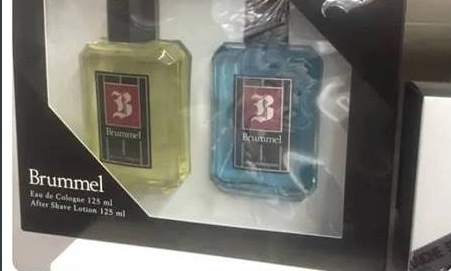 B
Brummel
B
Brummel
Brummel
Eau de Cologne 125 ml
After Shave Lotion 125 ml